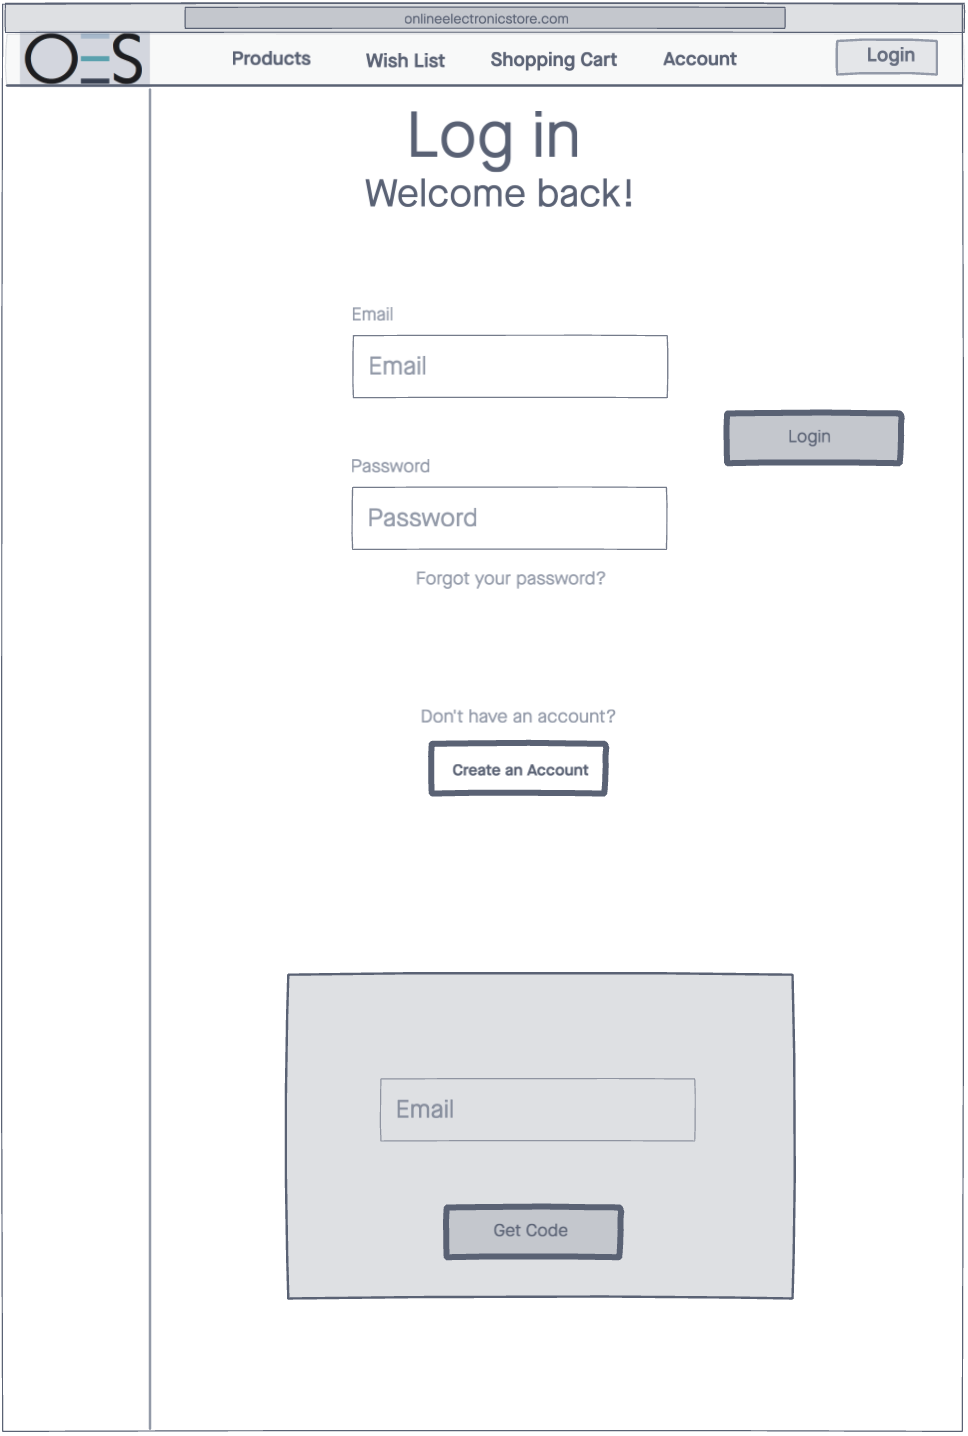 onlineelectronicstore.com
OES
Products Wish List Shopping Cart Account Login
Log in
Welcome back!
Email
Email
Login
Password
Password
Forgot your password?
Don't have an account?
Create an Account
Email
Get Code